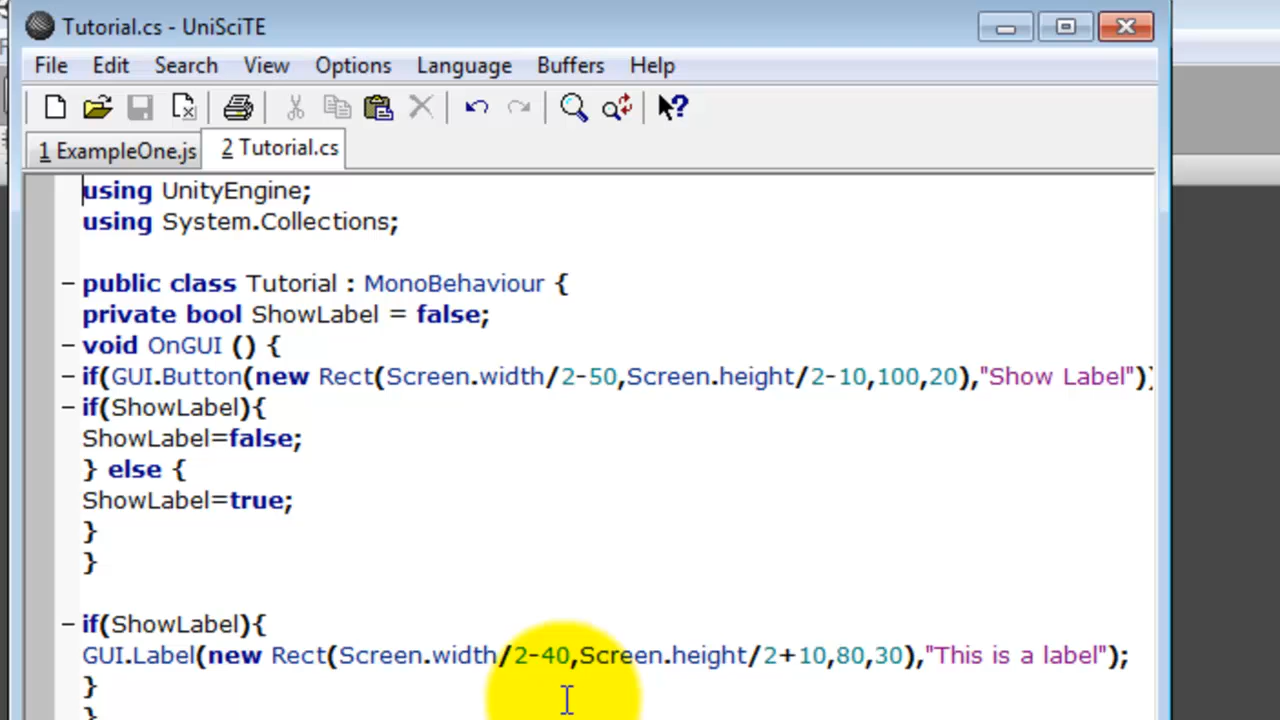 Tutorial.cs - UniSciTE
File Edit Search View Options Language Buffers Help
1 ExampleOne.js 2 Tutorial.cs
using UnityEngine;
using System.Collections;
public class Tutorial : MonoBehaviour {
private bool ShowLabel = false;
void OnGUI () {
if(GUI.Button(new Rect(Screen.width/2-50,Screen.height/2-10,100,20),"Show Label"))
if(ShowLabel){
ShowLabel=false;
} else {
ShowLabel=true;
}
}
if(ShowLabel){
GUI.Label(new Rect(Screen.width/2-40,Screen.height/2+10,80,30),"This is a label");
}
}